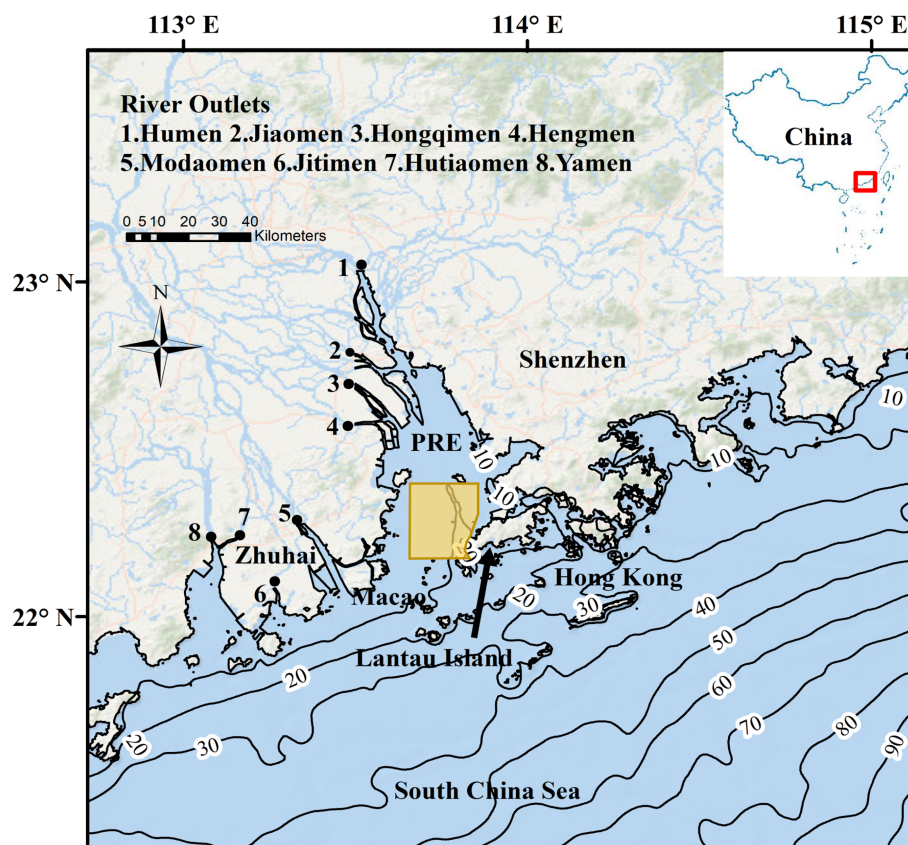 113° E 114° E 115° E
River Outlets
1.Humen 2.Jiaomen 3.Hongqimen 4.Hengmen
5.Modaomen 6.Jitimen 7.Hutiaomen 8.Yamen
China
0 5 10 20 30 40
Kilometers
23° N
1
N
2
Shenzhen
3
10
4
PRE
10
10
10
5
7
8
Zhuhai
20
Hong Kong
6
Macao
20
30
22° N
40
Lantau Island
50
20
60
20
30
70
80
90
South China Sea